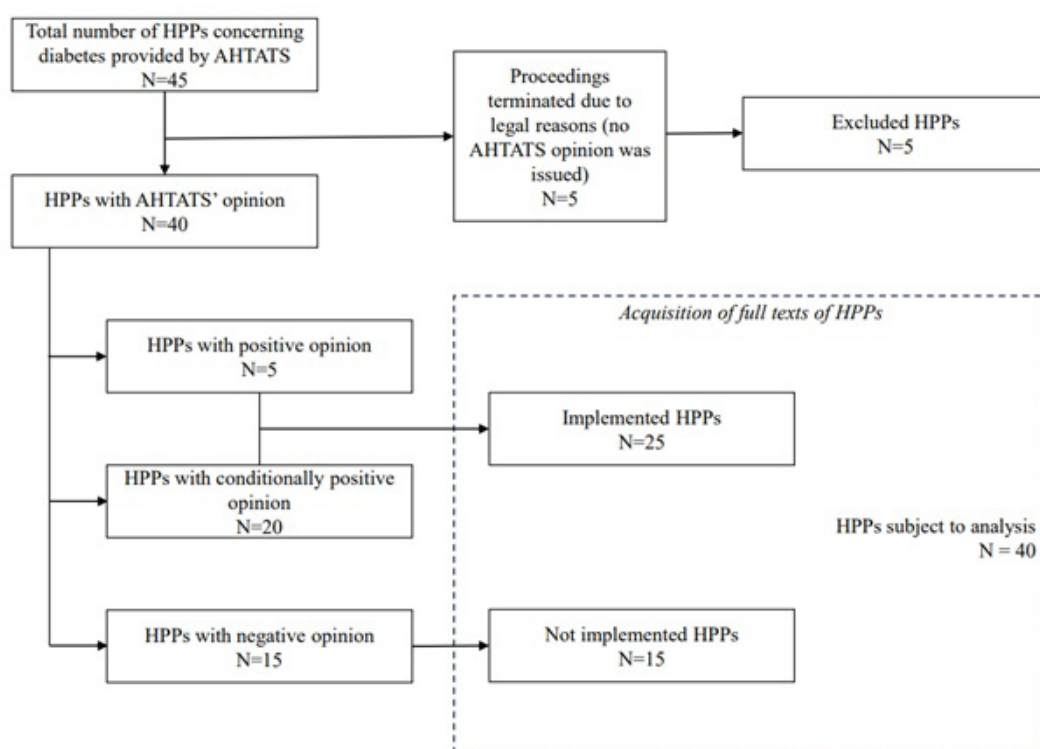 Total number of HPPs concerning
diabetes provided by AHTATS
N=45
Proceedings
terminated due to
legal reasons (no
AHTATS opinion was
issued)
N=5
Excluded HPPs
N=5
HPPs with AHTATS’ opinion
N=40
Acquisition of full texts of HPPs
HPPs with positive opinion
N=5
Implemented HPPs
N=25
HPPs with conditionally positive
opinion
N=20
HPPs subject to analysis
N = 40
HPPs with negative opinion
N=15
Not implemented HPPs
N=15